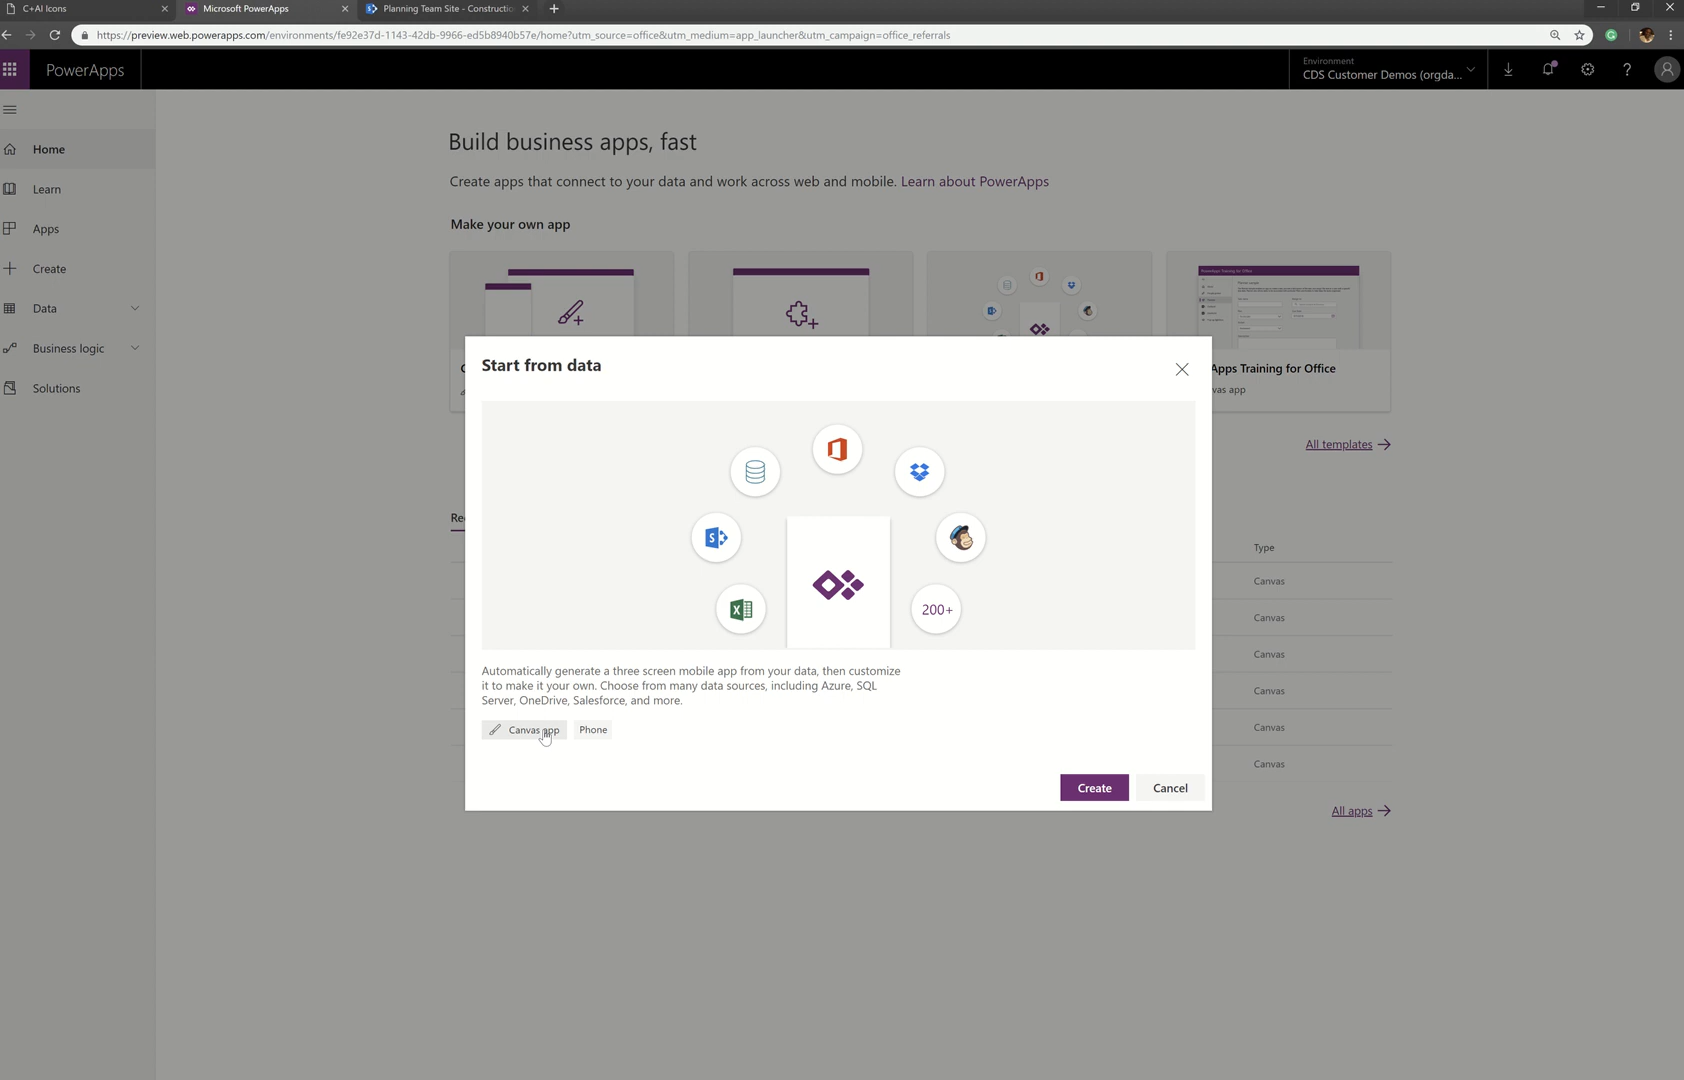 C+AI Icons
Microsoft PowerApps
Planning Team Site - Constructio
https://preview.web.powerapps.com/environments/fe92e37d-1143-42db-9966-ed5b8940b57e/home?utm_source=office&utm_medium=app_launcher&utm_campaign=office_referrals
PowerApps
Environment
CDS Customer Demos (orgda...
Home
Learn
Apps
Create
Data
Business logic
Solutions
Build business apps, fast
Create apps that connect to your data and work across web and mobile. Learn about PowerApps
Make your own app
Apps Training for Office
vas app
All templates
Re
Type
Canvas
Canvas
Canvas
Canvas
Canvas
Canvas
All apps
Start from data
200+
Automatically generate a three screen mobile app from your data, then customize
it to make it your own. Choose from many data sources, including Azure, SQL
Server, OneDrive, Salesforce, and more.
Canvas app
Phone
Create
Cancel